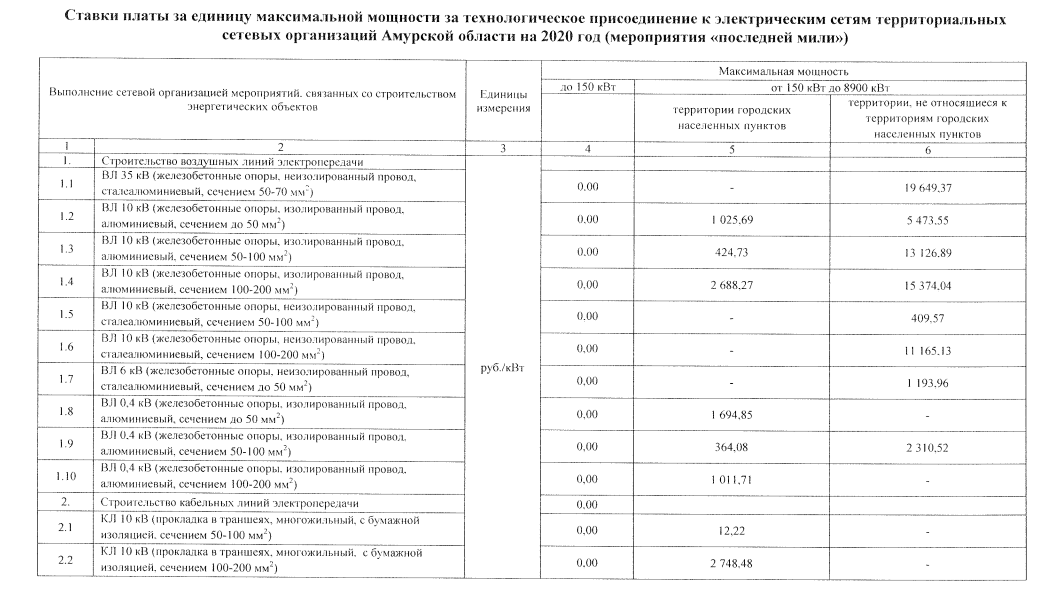 Ставки платы за единицу максимальной мощности за технологическое присоединение к электрическим сетям территориальных
сетевых организаций Амурской области на 2020 год (мероприятия «последней мили»)
Выполнение сетевой организацией мероприятий, связанных со строительством
энергетических объектов
Единицы
измерения
Максимальная мощность
до 150 кВт
от 150 кВт до 8900 кВт
территории городских
населенных пунктов
территории, не относящиеся к
территориям городских
населенных пунктов
1 2 3 4 5 6
1. Строительство воздушных линий электропередачи
руб./кВт
1.1 ВЛ 35 кВ (железобетонные опоры, неизолированный провод,
сталеалюминиевый, сечением 50-70 мм²) 0,00 - 19 649,37
1.2 ВЛ 10 кВ (железобетонные опоры, изолированный провод,
алюминиевый, сечением до 50 мм²) 0,00 1 025,69 5 473,55
1.3 ВЛ 10 кВ (железобетонные опоры, изолированный провод,
алюминиевый, сечением 50-100 мм²) 0,00 424,73 13 126,89
1.4 ВЛ 10 кВ (железобетонные опоры, изолированный провод,
алюминиевый, сечением 100-200 мм²) 0,00 2 688,27 15 374,04
1.5 ВЛ 10 кВ (железобетонные опоры, неизолированный провод,
сталеалюминиевый, сечением 50-100 мм²) 0,00 - 409,57
1.6 ВЛ 10 кВ (железобетонные опоры, неизолированный провод,
сталеалюминиевый, сечением 100-200 мм²) 0,00 - 11 165,13
1.7 ВЛ 6 кВ (железобетонные опоры, неизолированный провод,
сталеалюминиевый, сечением до 50 мм²) 0,00 - 1 193,96
1.8 ВЛ 0,4 кВ (железобетонные опоры, изолированный провод,
алюминиевый, сечением до 50 мм²) 0,00 1 694,85 -
1.9 ВЛ 0,4 кВ (железобетонные опоры, изолированный провод,
алюминиевый, сечением 50-100 мм²) 0,00 364,08 2 310,52
1.10 ВЛ 0,4 кВ (железобетонные опоры, изолированный провод,
алюминиевый, сечением 100-200 мм²) 0,00 1 011,71 -
2. Строительство кабельных линий электропередачи 0,00
2.1 КЛ 10 кВ (прокладка в траншеях, многожильный, с бумажной
изоляцией, сечением 50-100 мм²) 0,00 12,22 -
2.2 КЛ 10 кВ (прокладка в траншеях, многожильный, с бумажной
изоляцией, сечением 100-200 мм²) 0,00 2 748,48 -